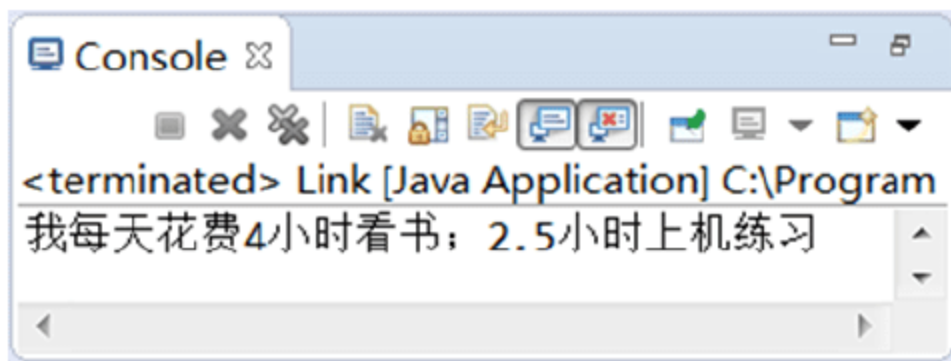 Console
<terminated> Link [Java Application] C:\Program
我每天花费4小时看书；2.5小时上机练习